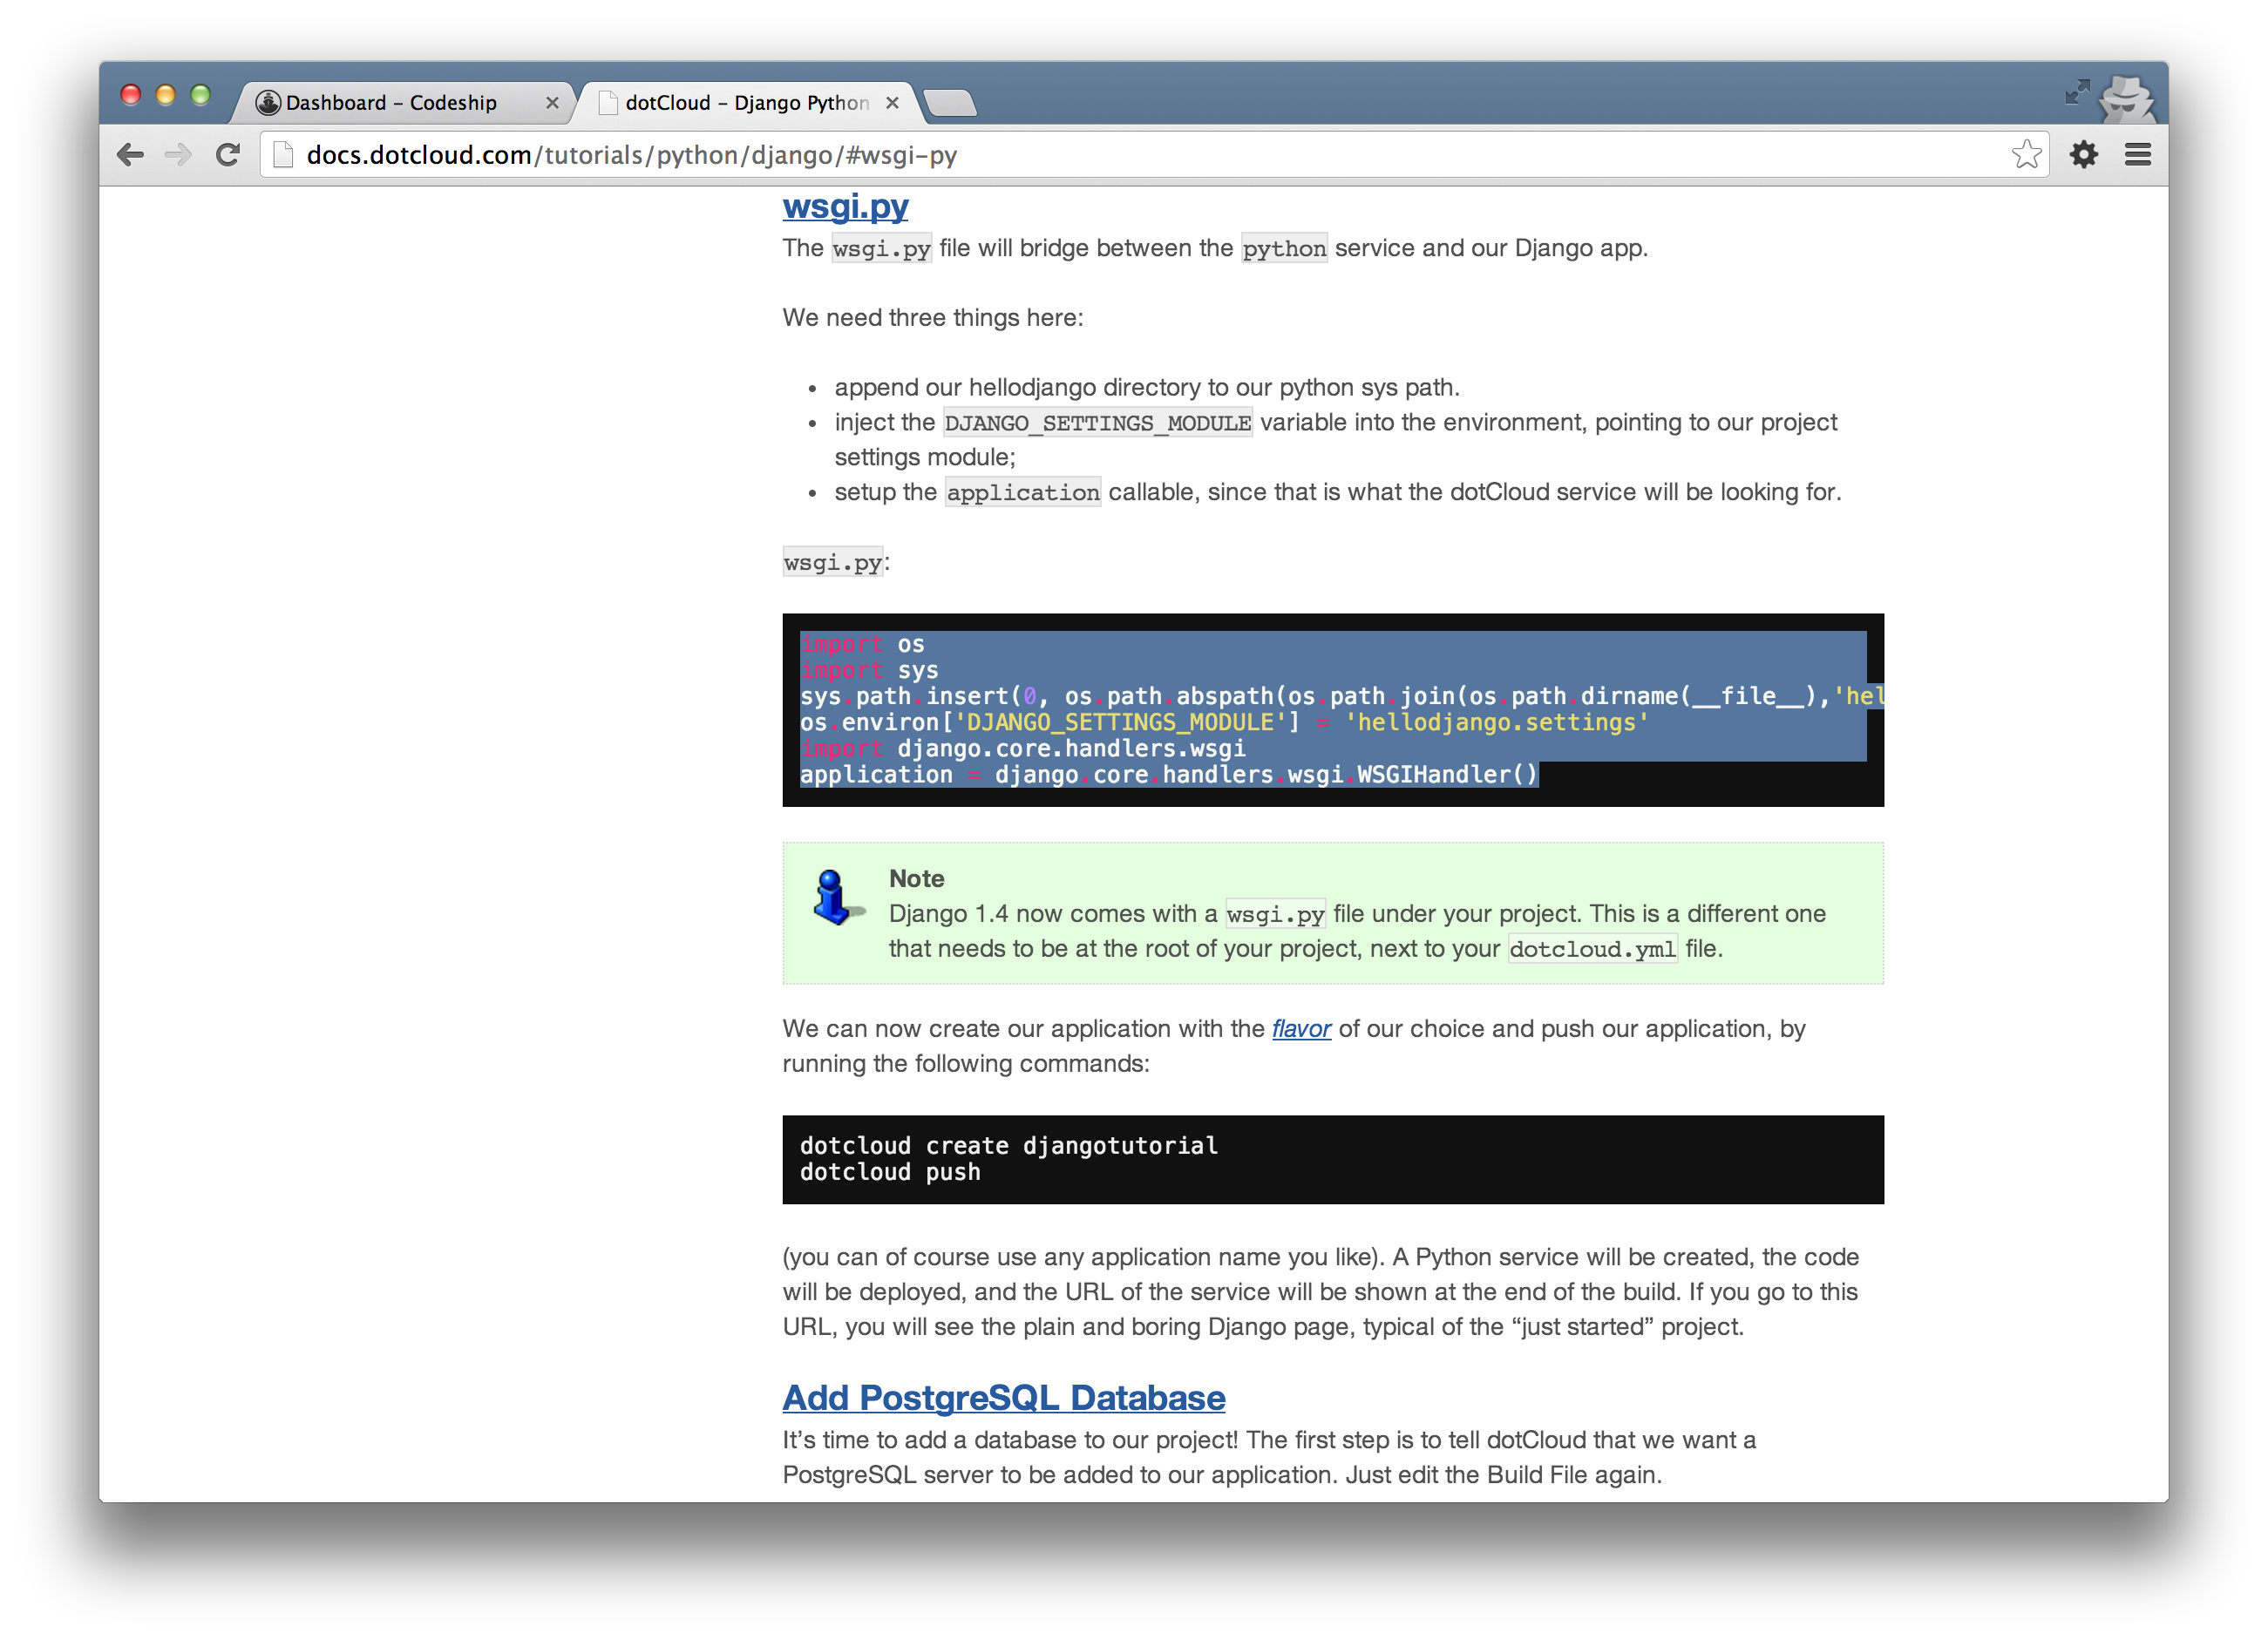 Dashboard – Codeship
dotCloud – Django Python
docs.dotcloud.com/tutorials/python/django/#wsgi-py
wsgi.py
The wsgi.py file will bridge between the python service and our Django app.
We need three things here:
• append our hellodjango directory to our python sys path.
• inject the DJANGO_SETTINGS_MODULE variable into the environment, pointing to our project
settings module;
• setup the application callable, since that is what the dotCloud service will be looking for.
wsgi.py:
import os
import sys
sys.path.insert(0, os.path.abspath(os.path.join(os.path.dirname(__file__),'hel
os.environ['DJANGO_SETTINGS_MODULE'] = 'hellodjango.settings'
import django.core.handlers.wsgi
application = django.core.handlers.wsgi.WSGIHandler()
Note
Django 1.4 now comes with a wsgi.py file under your project. This is a different one
that needs to be at the root of your project, next to your dotcloud.yml file.
We can now create our application with the flavor of our choice and push our application, by
running the following commands:
dotcloud create djangotutorial
dotcloud push
(you can of course use any application name you like). A Python service will be created, the code
will be deployed, and the URL of the service will be shown at the end of the build. If you go to this
URL, you will see the plain and boring Django page, typical of the “just started” project.
Add PostgreSQL Database
It’s time to add a database to our project! The first step is to tell dotCloud that we want a
PostgreSQL server to be added to our application. Just edit the Build File again.